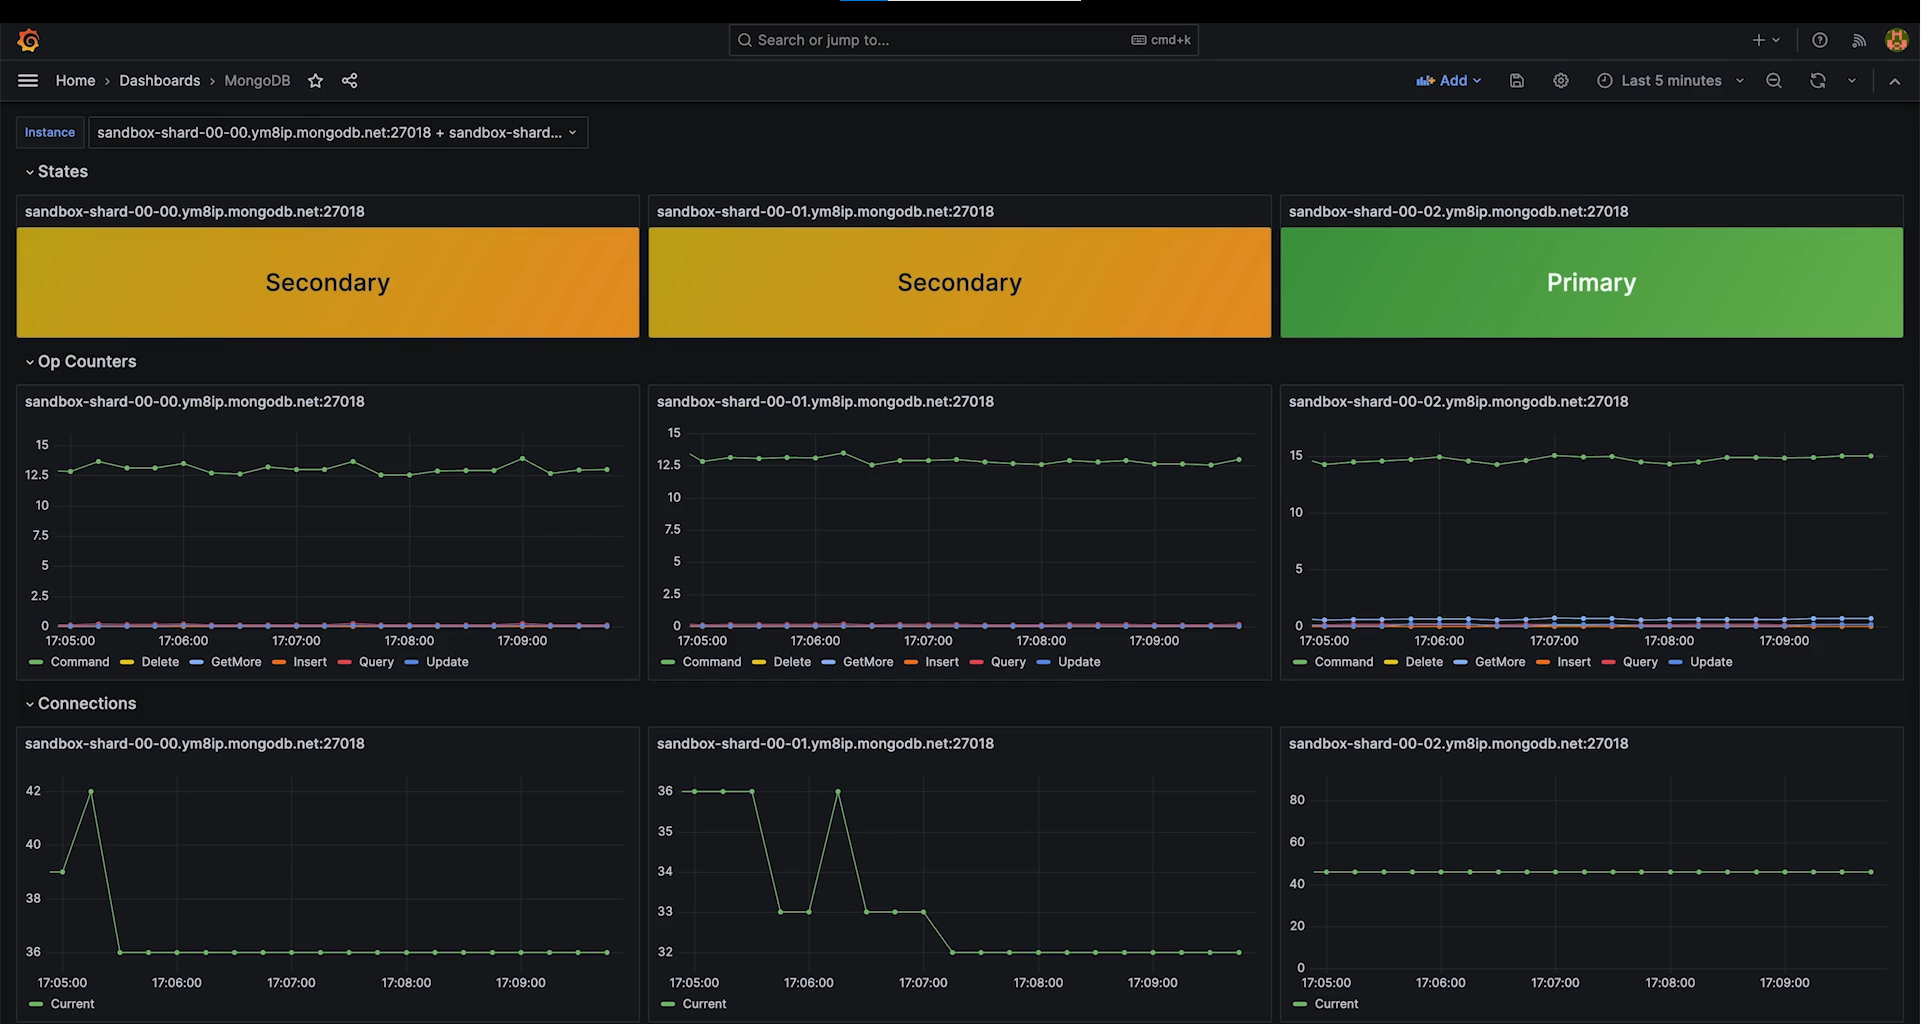 Search or jump to... cmd+k
Home › Dashboards › MongoDB Add Last 5 minutes
Instance sandbox-shard-00-00.ym8ip.mongodb.net:27018 + sandbox-shard...
States
sandbox-shard-00-00.ym8ip.mongodb.net:27018 sandbox-shard-00-01.ym8ip.mongodb.net:27018 sandbox-shard-00-02.ym8ip.mongodb.net:27018
Secondary Secondary Primary
Op Counters
sandbox-shard-00-00.ym8ip.mongodb.net:27018
15
12.5
10
7.5
5
2.5
0
17:05:00 17:06:00 17:07:00 17:08:00 17:09:00
Command Delete GetMore Insert Query Update
sandbox-shard-00-01.ym8ip.mongodb.net:27018
15
12.5
10
7.5
5
2.5
0
17:05:00 17:06:00 17:07:00 17:08:00 17:09:00
Command Delete GetMore Insert Query Update
sandbox-shard-00-02.ym8ip.mongodb.net:27018
15
10
5
0
17:05:00 17:06:00 17:07:00 17:08:00 17:09:00
Command Delete GetMore Insert Query Update
Connections
sandbox-shard-00-00.ym8ip.mongodb.net:27018
42
40
38
36
17:05:00 17:06:00 17:07:00 17:08:00 17:09:00
Current
sandbox-shard-00-01.ym8ip.mongodb.net:27018
36
35
34
33
32
17:05:00 17:06:00 17:07:00 17:08:00 17:09:00
Current
sandbox-shard-00-02.ym8ip.mongodb.net:27018
80
60
40
20
0
17:05:00 17:06:00 17:07:00 17:08:00 17:09:00
Current